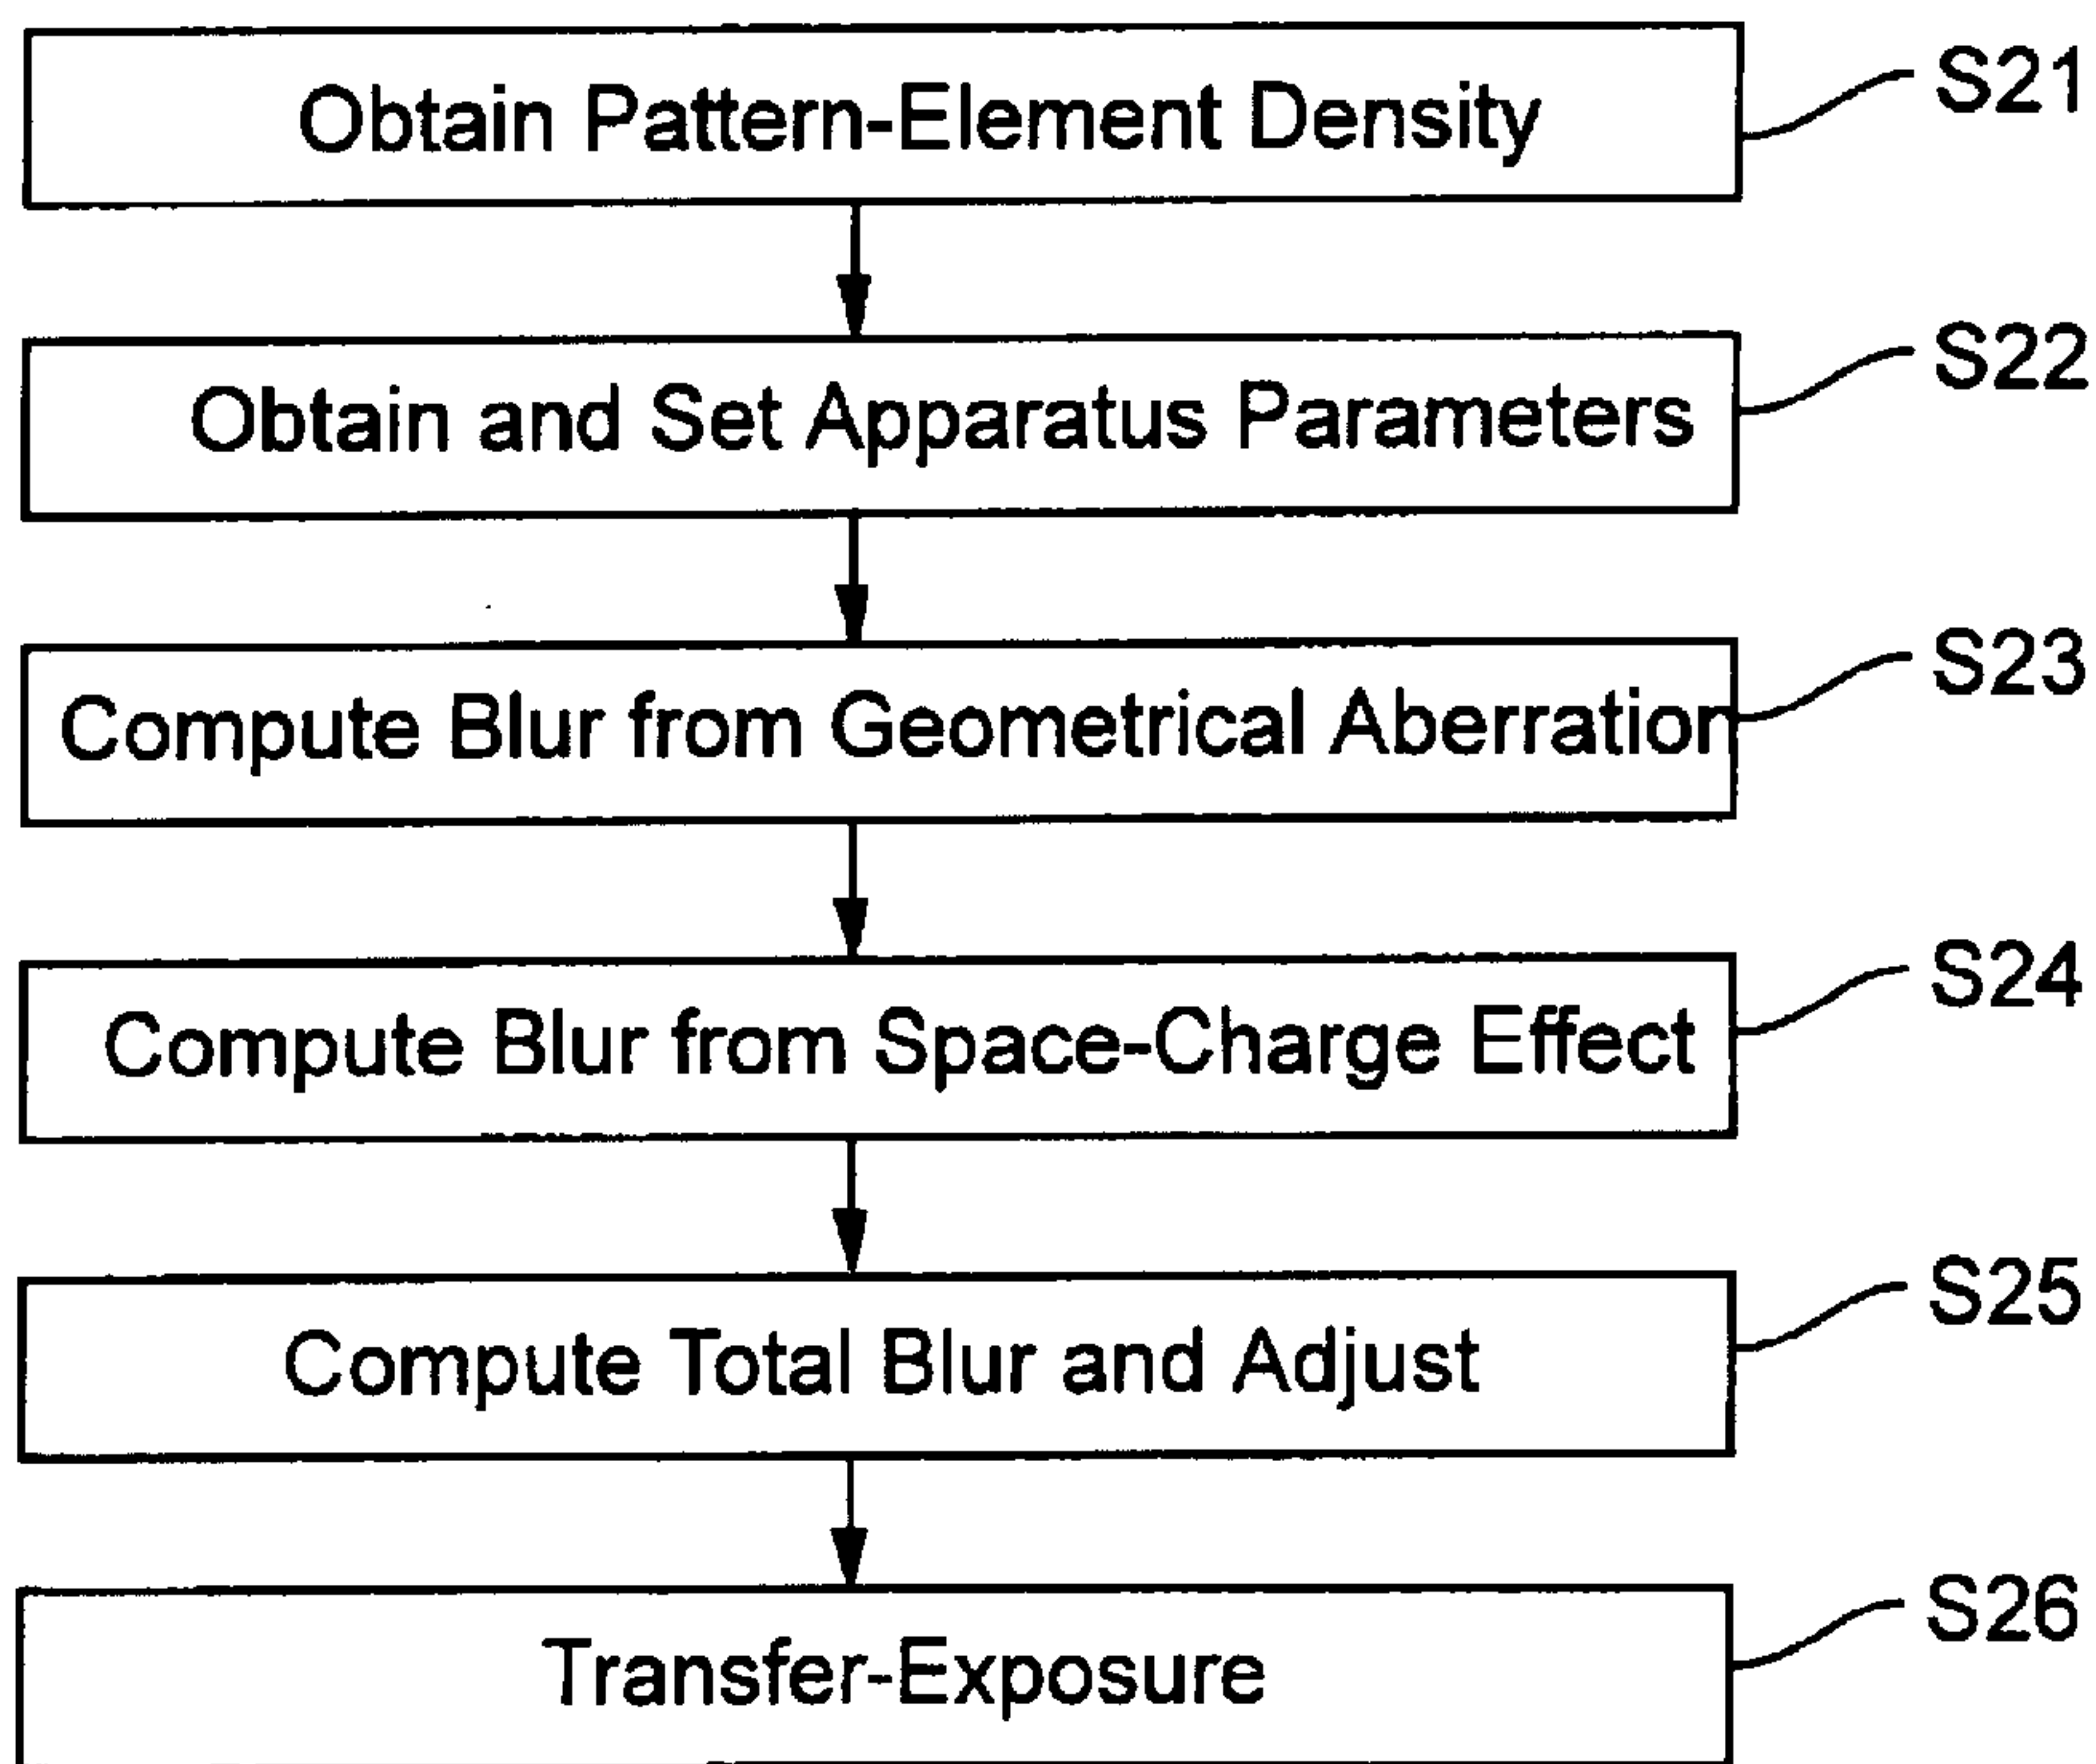 Obtain Pattern-Element Density
S21
Obtain and Set Apparatus Parameters
S22
Compute Blur from Geometrical Aberration
S23
Compute Blur from Space-Charge Effect
S24
Compute Total Blur and Adjust
S25
Transfer-Exposure
S26